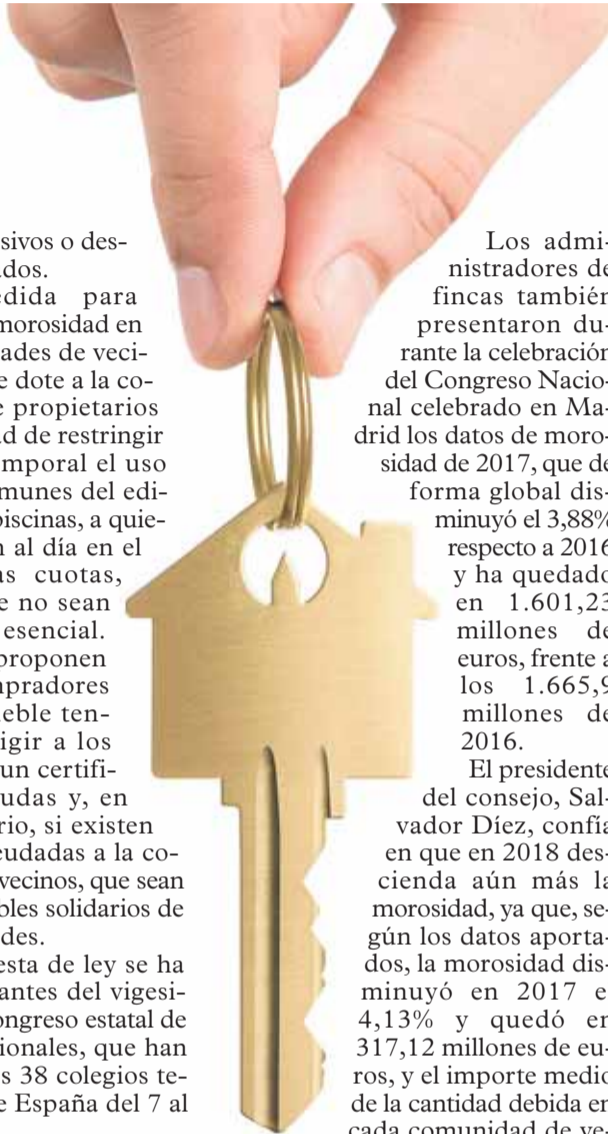 sivos o des-
dos.
edida para
morosidad en
ades de veci-
e dote a la co-
e propietarios
d de restringir
mporal el uso
munes del edi-
piscinas, a quie-
n al día en el
as cuotas,
e no sean
esencial.
proponen
mpradores
eble ten-
igir a los
un certifi-
udas y, en
rio, si existen
eudadas a la co-
vecinos, que sean
bles solidarios de
des.
esta de ley se ha
antes del vigesi-
ongreso estatal de
ionales, que han
s 38 colegios te-
e España del 7 al
Los admi-
nistradores de
fincas también
presentaron du-
rante la celebración
del Congreso Nacio-
nal celebrado en Ma-
drid los datos de moro-
sidad de 2017, que de
forma global dis-
minuyó el 3,88%
respecto a 2016
y ha quedado
en 1.601,23
millones de
euros, frente a
los 1.665,9
millones de
2016.
El presidente
del consejo, Sal-
vador Díez, confía
en que en 2018 des-
cienda aún más la
morosidad, ya que, se-
gún los datos aporta-
dos, la morosidad dis-
minuyó en 2017 e
4,13% y quedó en
317,12 millones de eu-
ros, y el importe medio
de la cantidad debida en
cada comunidad de ve-